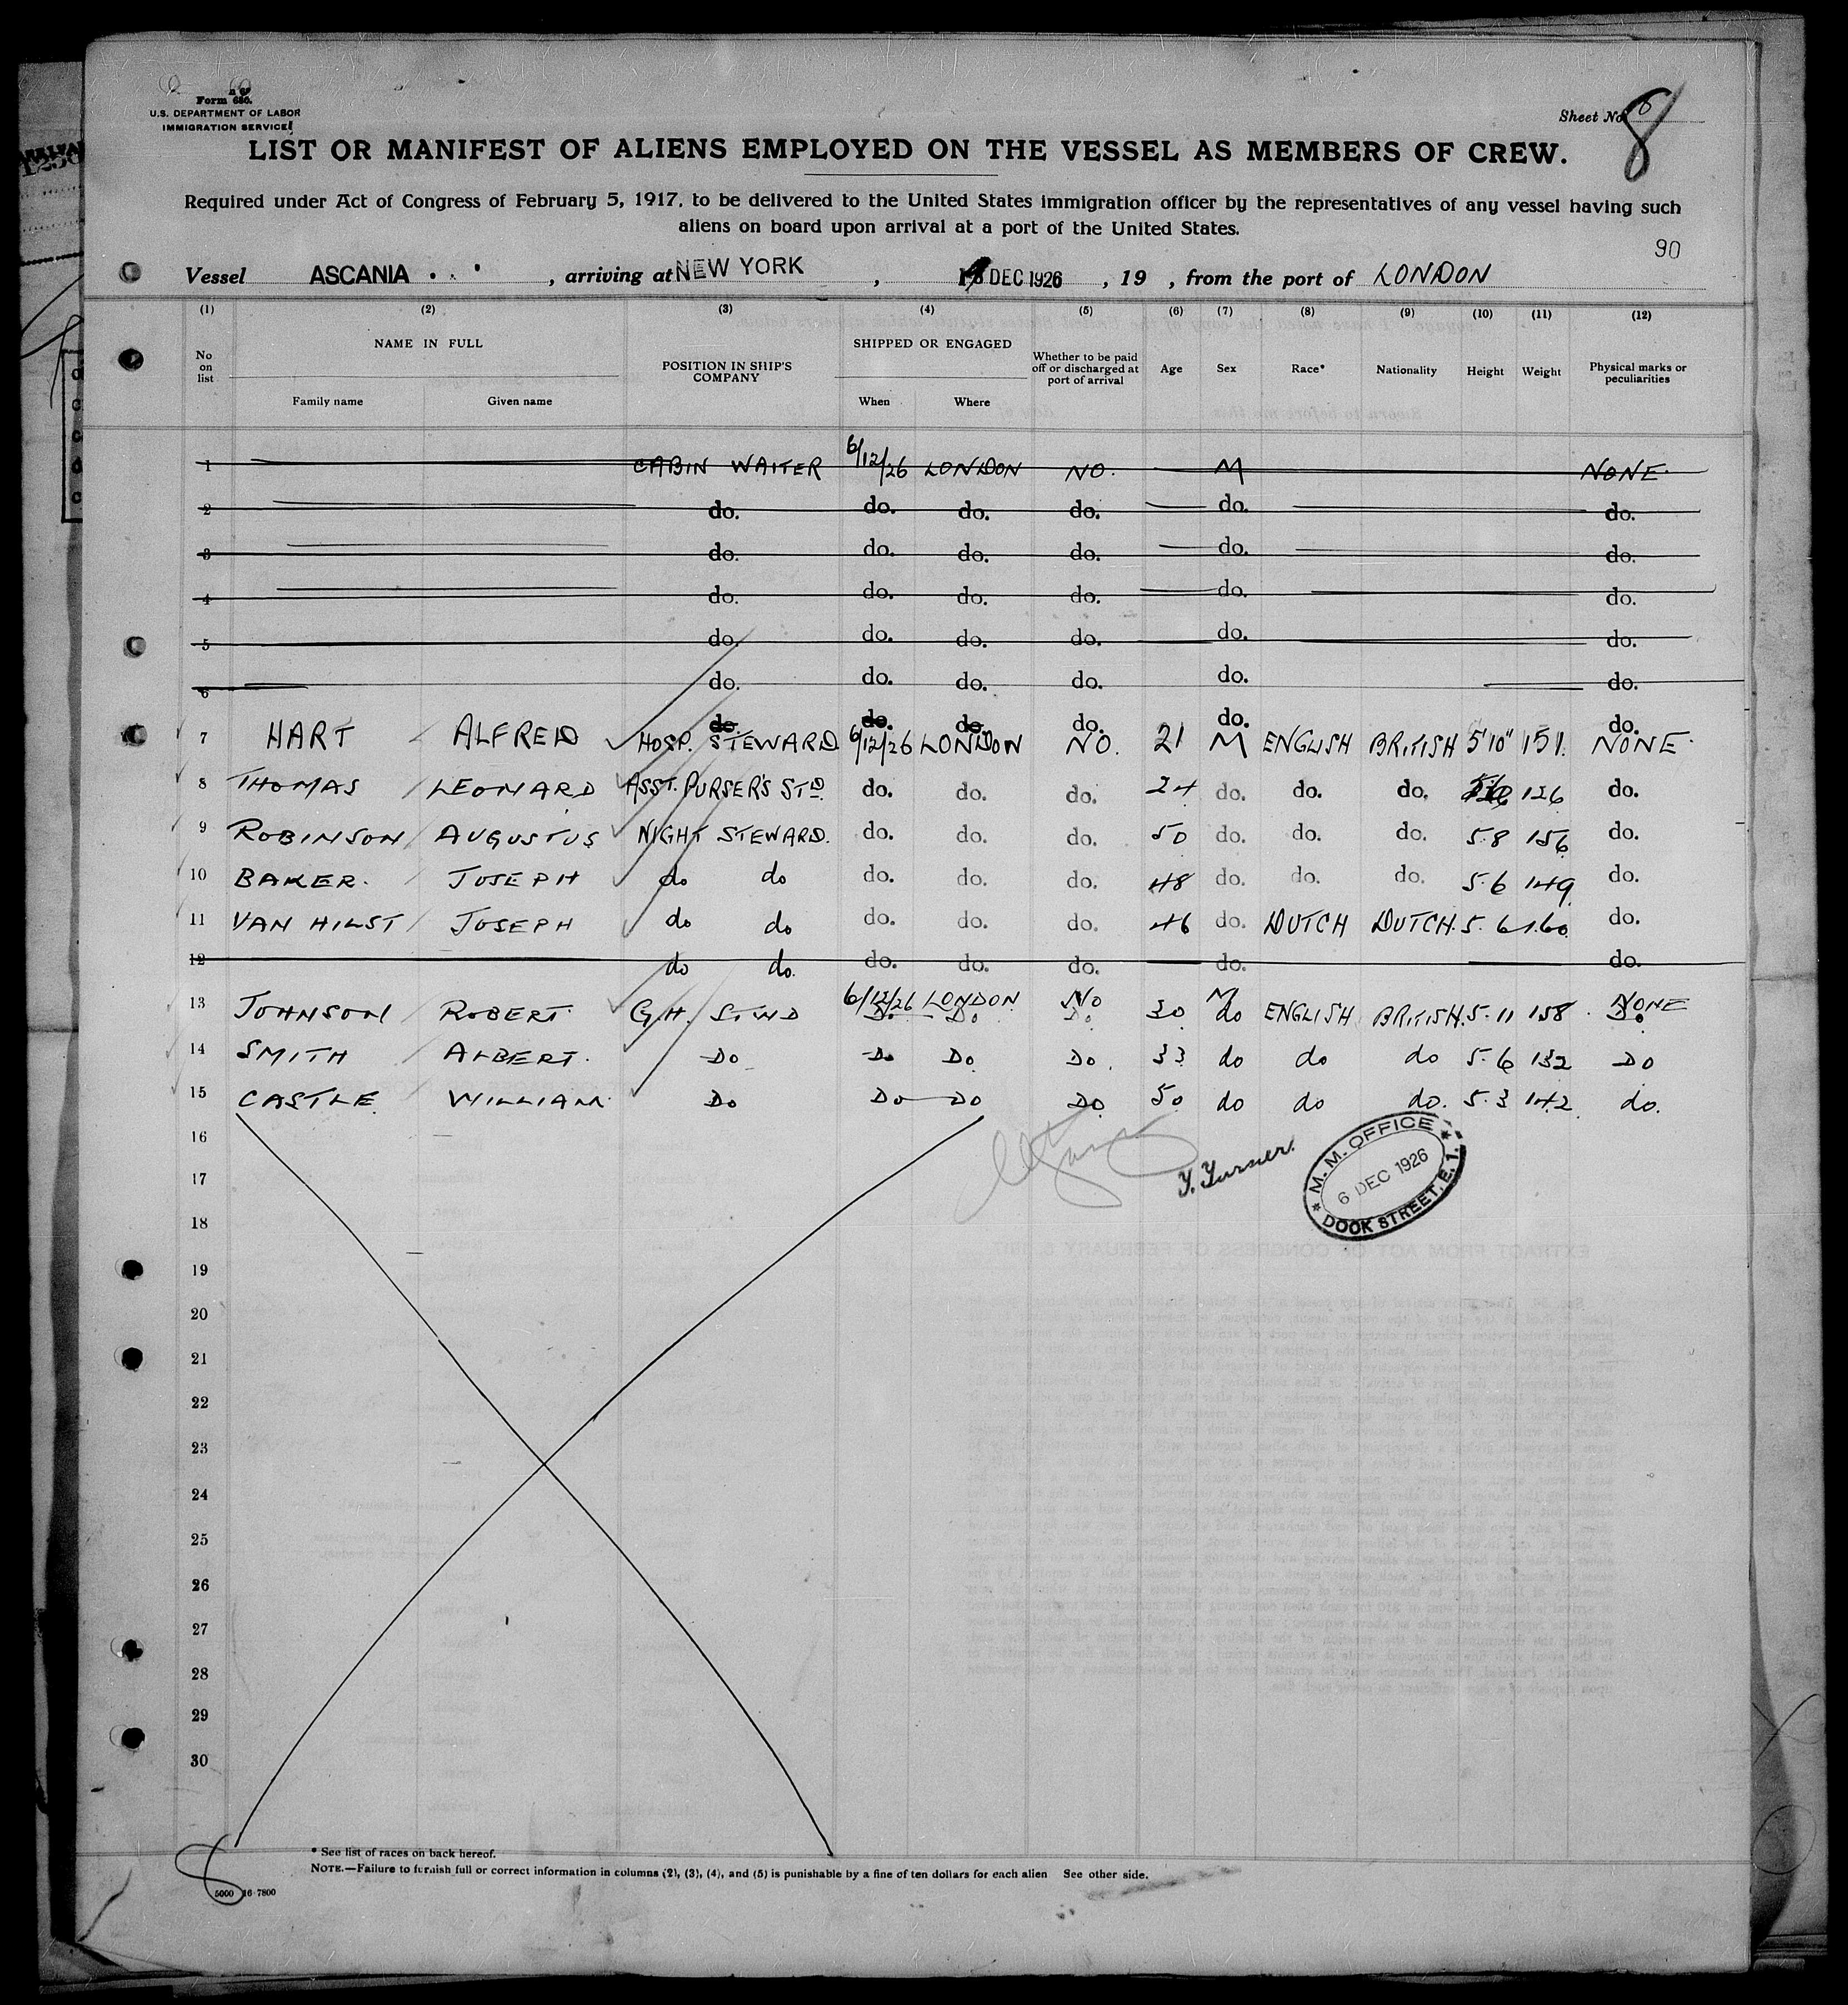 Form 680.
U.S. DEPARTMENT OF LABOR
IMMIGRATION SERVICE
Sheet No. 8
LIST OR MANIFEST OF ALIENS EMPLOYED ON THE VESSEL AS MEMBERS OF CREW.
Required under Act of Congress of February 5, 1917, to be delivered to the United States immigration officer by the representatives of any vessel having such
aliens on board upon arrival at a port of the United States.
90
Vessel ASCANIA, arriving at NEW YORK, DEC 1926, 19 , from the port of LONDON
(1) (2) (3) (4) (5) (6) (7) (8) (9) (10) (11) (12)
No on list NAME IN FULL Family name Given name POSITION IN SHIP'S COMPANY SHIPPED OR ENGAGED When Where Whether to be paid off or discharged at port of arrival Age Sex Race* Nationality Height Weight Physical marks or peculiarities
1 CABIN WAITER 6/12/26 LONDON NO. M NONE.
2 do. do. do. do. do. do.
3 do. do. do. do. do. do.
4 do. do. do. do. do. do.
5 do. do. do. do. do. do.
6 do. do. do. do. do. do.
do. do. do. do. do. do.
7 HART ALFRED HOSP. STEWARD 6/12/26 LONDON NO. 21 M ENGLISH BRITISH 5'10" 151. NONE.
8 THOMAS LEONARD ASST. PURSER'S STD. do. do. do. 24 do. do. do. 126 do.
9 ROBINSON AUGUSTUS NIGHT STEWARD. do. do. do. 50 do. do. do. 5.8 156 do.
10 BAKER. JOSEPH do do do. do. do. 48 do. do. do. 5.6 149 do.
11 VAN HILST JOSEPH do do do. do. do. 46 do. DUTCH DUTCH. 5.6 160. do.
12 do do. do. do. do. do. do.
13 JOHNSON ROBERT G.H. STWD 6/12/26 LONDON No 30 M ENGLISH BRITISH. 5.11 158 NONE
Do Do Do do Do
14 SMITH ALBERT. Do Do Do Do. 33 do do do 5.6 132 Do
15 CASTLE WILLIAM. Do Do Do Do 50 do do do. 5.3 142 do.
16
Turner.
M. M. OFFICE
6 DEC 1926
DOCK STREET, E. 1.
17
18
19
20
21
22
23
24
25
26
27
28
29
30
8
* See list of races on back hereof.
NOTE.—Failure to furnish full or correct information in columns (2), (3), (4), and (5) is punishable by a fine of ten dollars for each alien See other side.
5000 16-7800